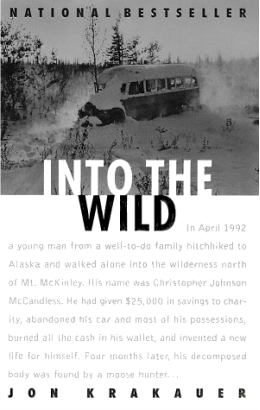 NATIONAL BESTSELLER
INTO THE
WILD
In April 1992
a young man from a well-to-do family hitchhiked to
Alaska and walked alone into the wilderness north
of Mt. McKinley. His name was Christopher Johnson
McCandless. He had given $25,000 in savings to char-
ity, abandoned his car and most of his possessions,
burned all the cash in his wallet, and invented a new
life for himself. Four months later, his decomposed
body was found by a moose hunter. . .
JON KRAKAUER